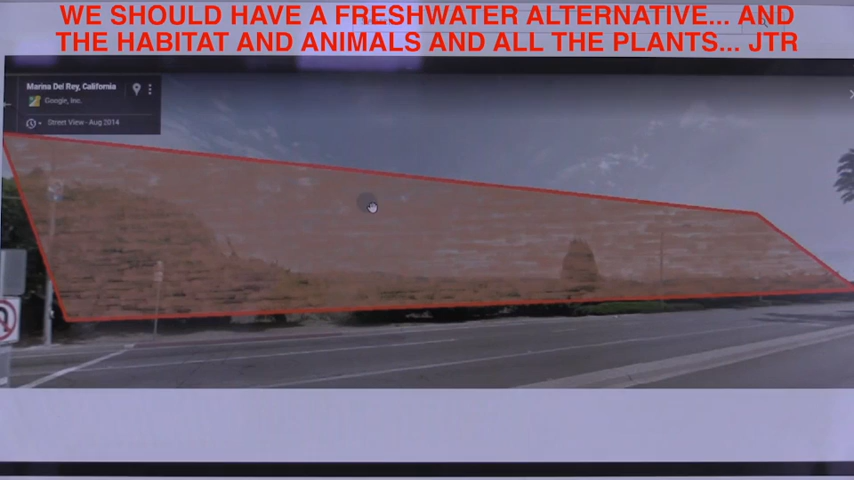 WE SHOULD HAVE A FRESHWATER ALTERNATIVE... AND
THE HABITAT AND ANIMALS AND ALL THE PLANTS... JTR
Marina Del Rey, California
Google, Inc.
Street View - Aug 2014